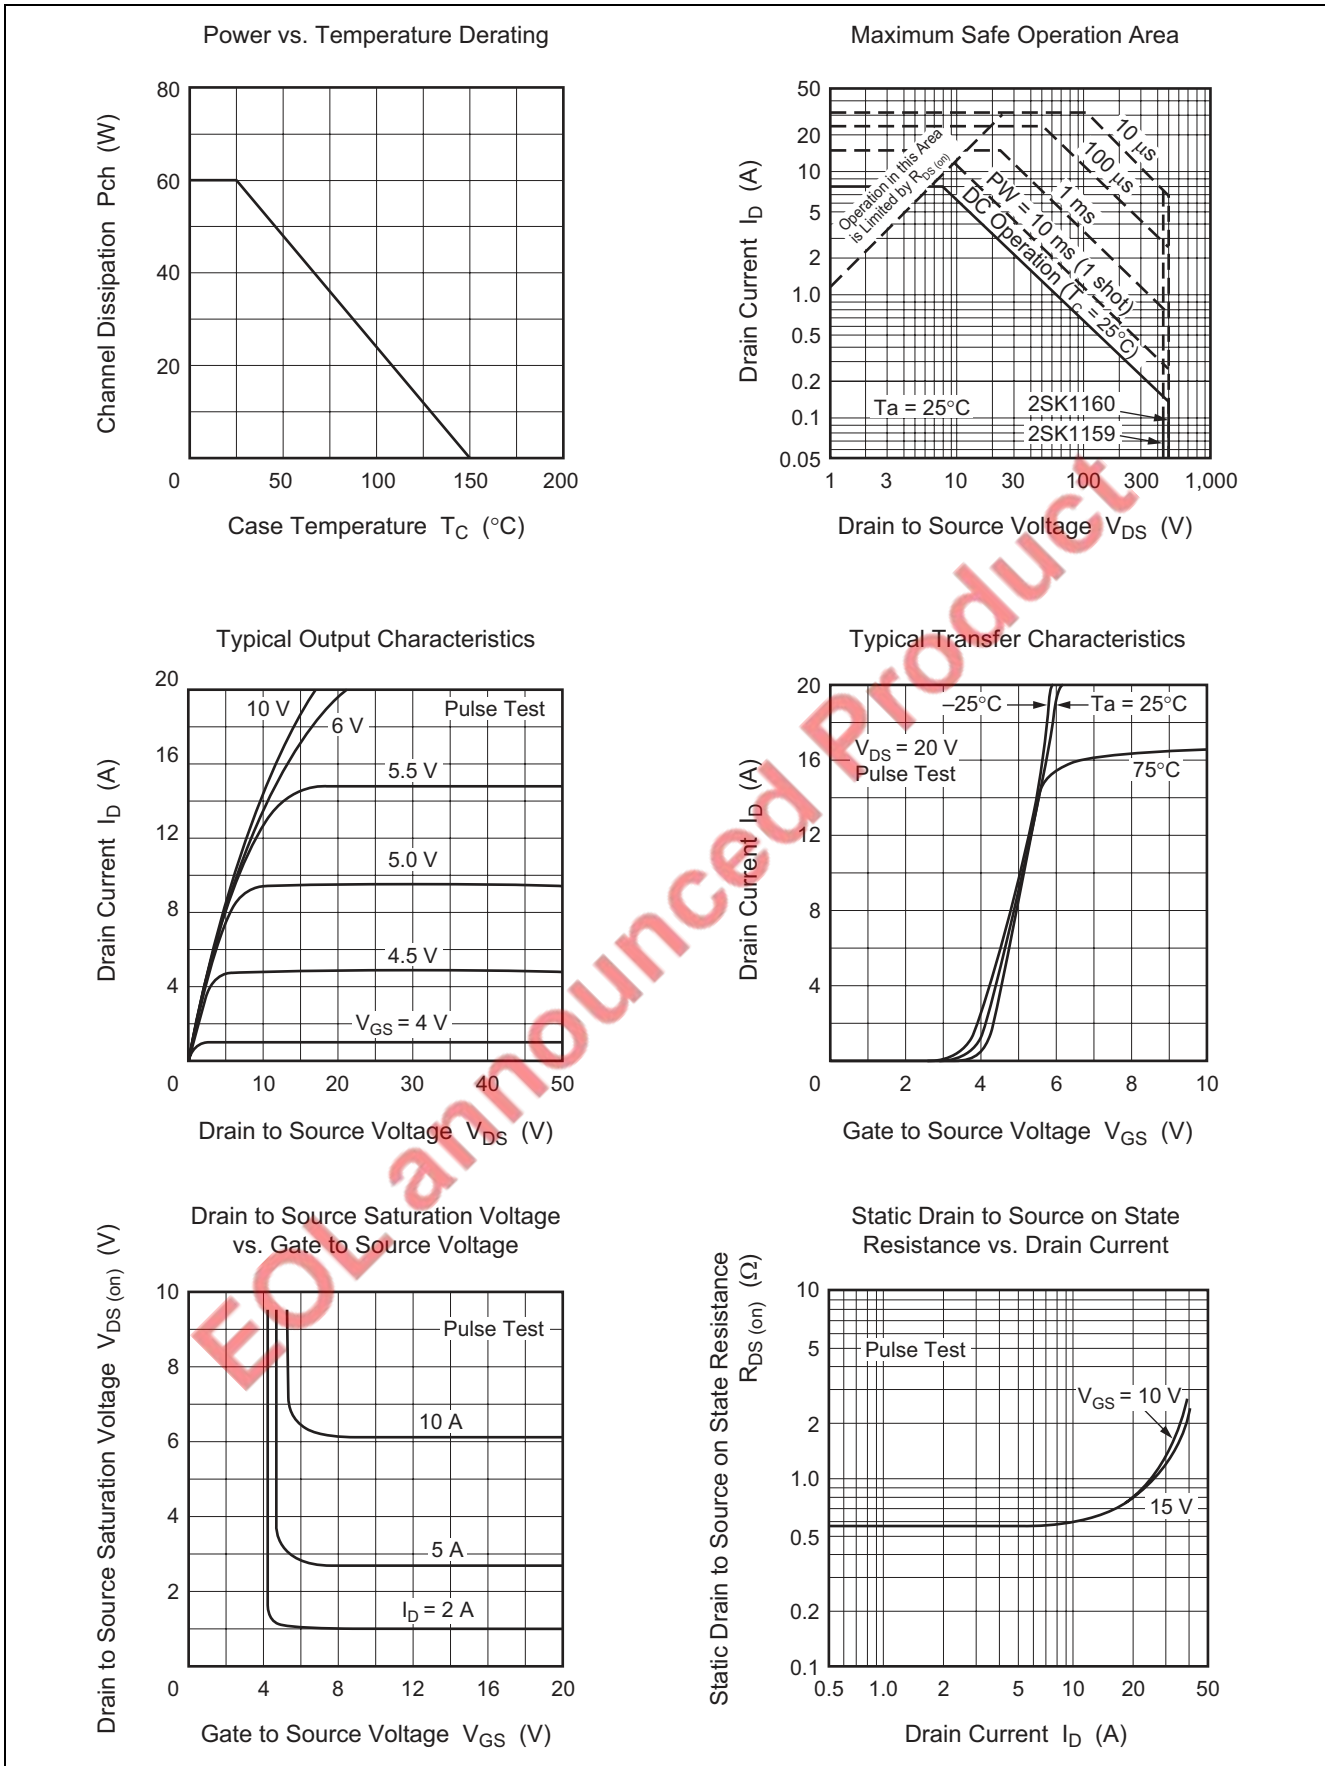 Power vs. Temperature Derating
80
60
40
20
0
50
100
150
200
Channel Dissipation Pch (W)
Case Temperature TC (°C)
Maximum Safe Operation Area
50
20
10
5
2
1.0
0.5
0.2
0.1
0.05
1
3
10
30
100
300
1,000
Drain Current ID (A)
Drain to Source Voltage VDS (V)
Operation in this Area
is Limited by RDS (on)
10 μs
100 μs
1 ms
PW = 10 ms (1 shot)
DC Operation (TC = 25°C)
Ta = 25°C
2SK1160
2SK1159
Typical Output Characteristics
20
16
12
8
4
0
10
20
30
40
50
Drain Current ID (A)
Drain to Source Voltage VDS (V)
10 V
6 V
Pulse Test
5.5 V
5.0 V
4.5 V
VGS = 4 V
Typical Transfer Characteristics
20
16
12
8
4
0
2
4
6
8
10
Drain Current ID (A)
Gate to Source Voltage VGS (V)
–25°C
Ta = 25°C
VDS = 20 V
Pulse Test
75°C
Drain to Source Saturation Voltage
vs. Gate to Source Voltage
10
8
6
4
2
0
4
8
12
16
20
Drain to Source Saturation Voltage VDS (on) (V)
Gate to Source Voltage VGS (V)
Pulse Test
10 A
5 A
ID = 2 A
Static Drain to Source on State
Resistance vs. Drain Current
10
5
2
1.0
0.5
0.2
0.1
0.5
1.0
2
5
10
20
50
Static Drain to Source on State Resistance
RDS (on) (Ω)
Drain Current ID (A)
Pulse Test
VGS = 10 V
15 V
EOL announced Product